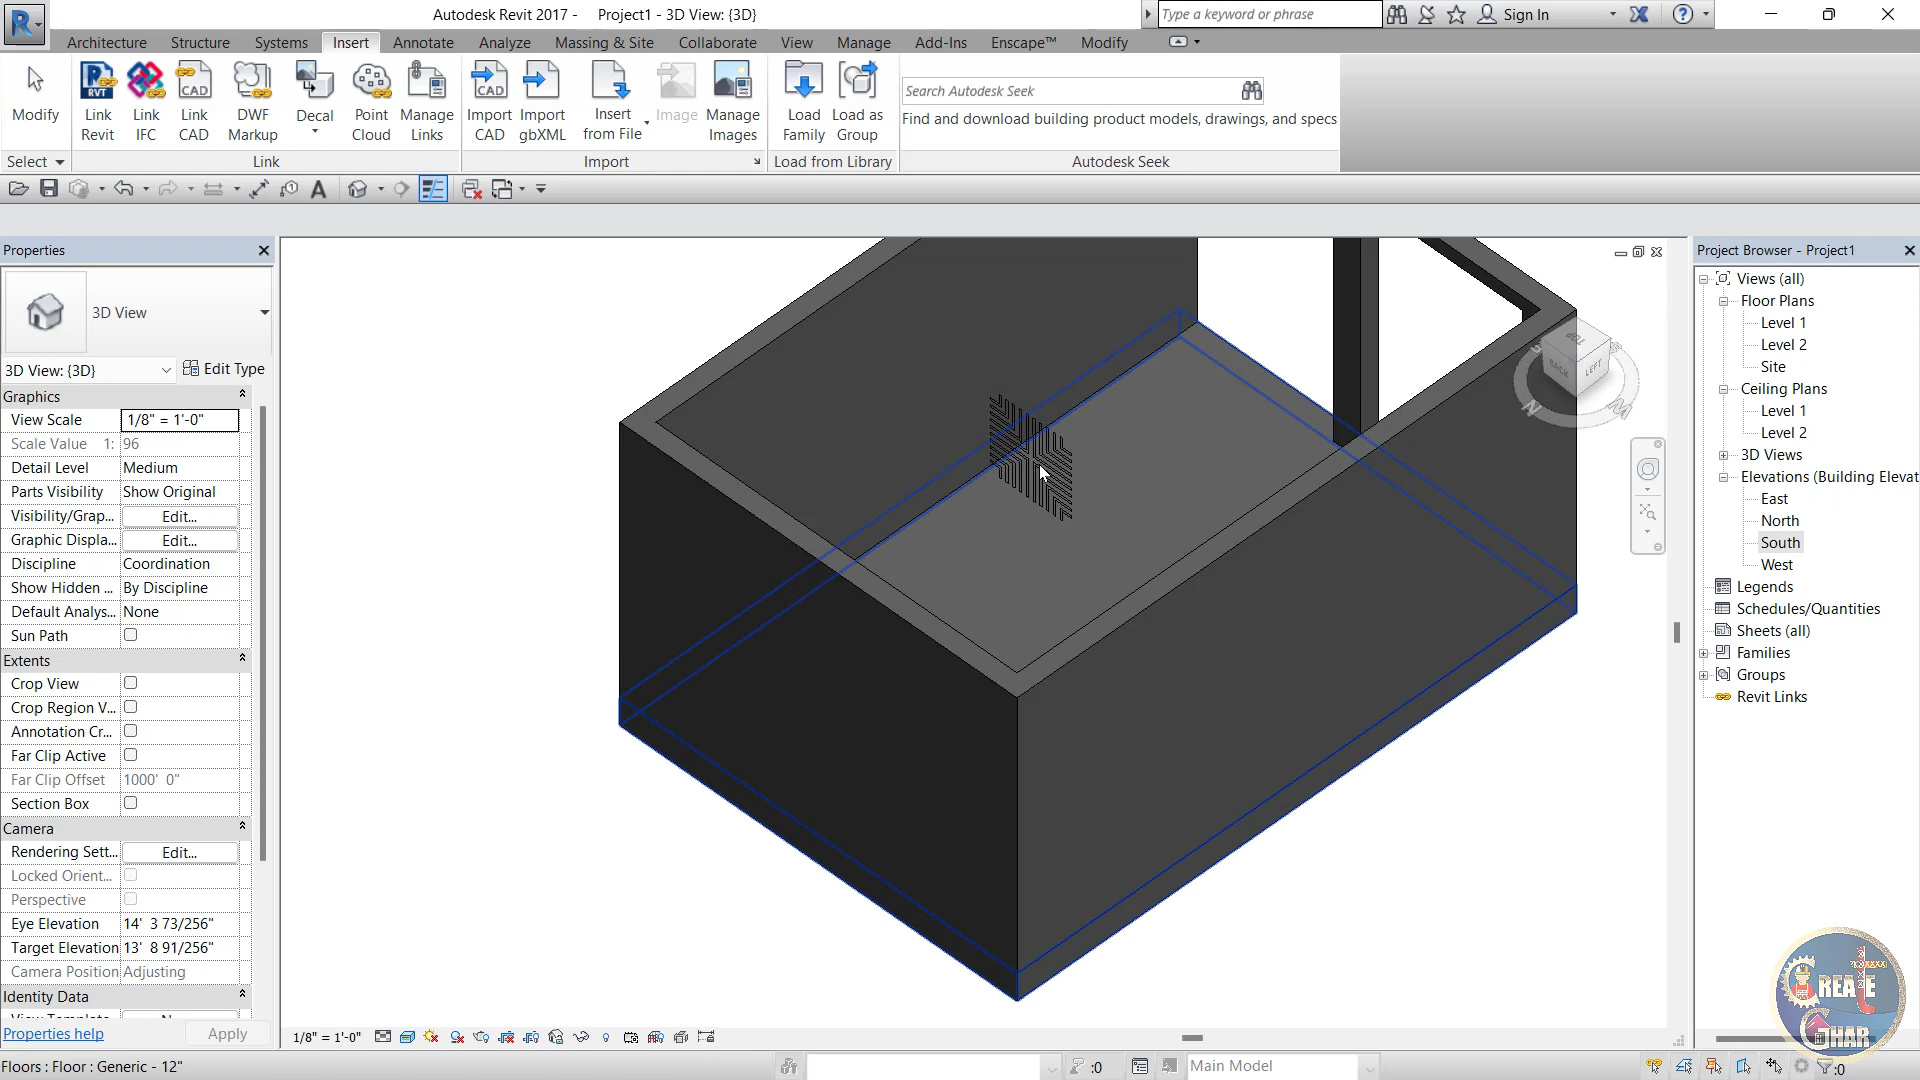 Autodesk Revit 2017 - Project1 - 3D View: {3D}
Type a keyword or phrase
Sign In
Architecture Structure Systems Insert Annotate Analyze Massing & Site Collaborate View Manage Add-Ins Enscape™ Modify
Modify
Link Revit
Link IFC
Link CAD
DWF Markup
Decal
Point Cloud
Manage Links
Import CAD
Import gbXML
Insert from File
Image
Manage Images
Load Family
Load as Group
Search Autodesk Seek
Find and download building product models, drawings, and specs
Select
Link
Import
Load from Library
Autodesk Seek
Properties
3D View
3D View: {3D}
Edit Type
Graphics
View Scale 1/8" = 1'-0"
Scale Value 1: 96
Detail Level Medium
Parts Visibility Show Original
Visibility/Grap... Edit...
Graphic Displa... Edit...
Discipline Coordination
Show Hidden ... By Discipline
Default Analys... None
Sun Path
Extents
Crop View
Crop Region V...
Annotation Cr...
Far Clip Active
Far Clip Offset 1000' 0"
Section Box
Camera
Rendering Sett... Edit...
Locked Orient...
Perspective
Eye Elevation 14' 3 73/256"
Target Elevation 13' 8 91/256"
Camera Position Adjusting
Identity Data
Properties help
Apply
TOP
BACK
LEFT
N
Project Browser - Project1
Views (all)
Floor Plans
Level 1
Level 2
Site
Ceiling Plans
Level 1
Level 2
3D Views
Elevations (Building Elevat
East
North
South
West
Legends
Schedules/Quantities
Sheets (all)
Families
Groups
Revit Links
CREATE
GHAR
1/8" = 1'-0"
Floors : Floor : Generic - 12"
:0
Main Model
:0